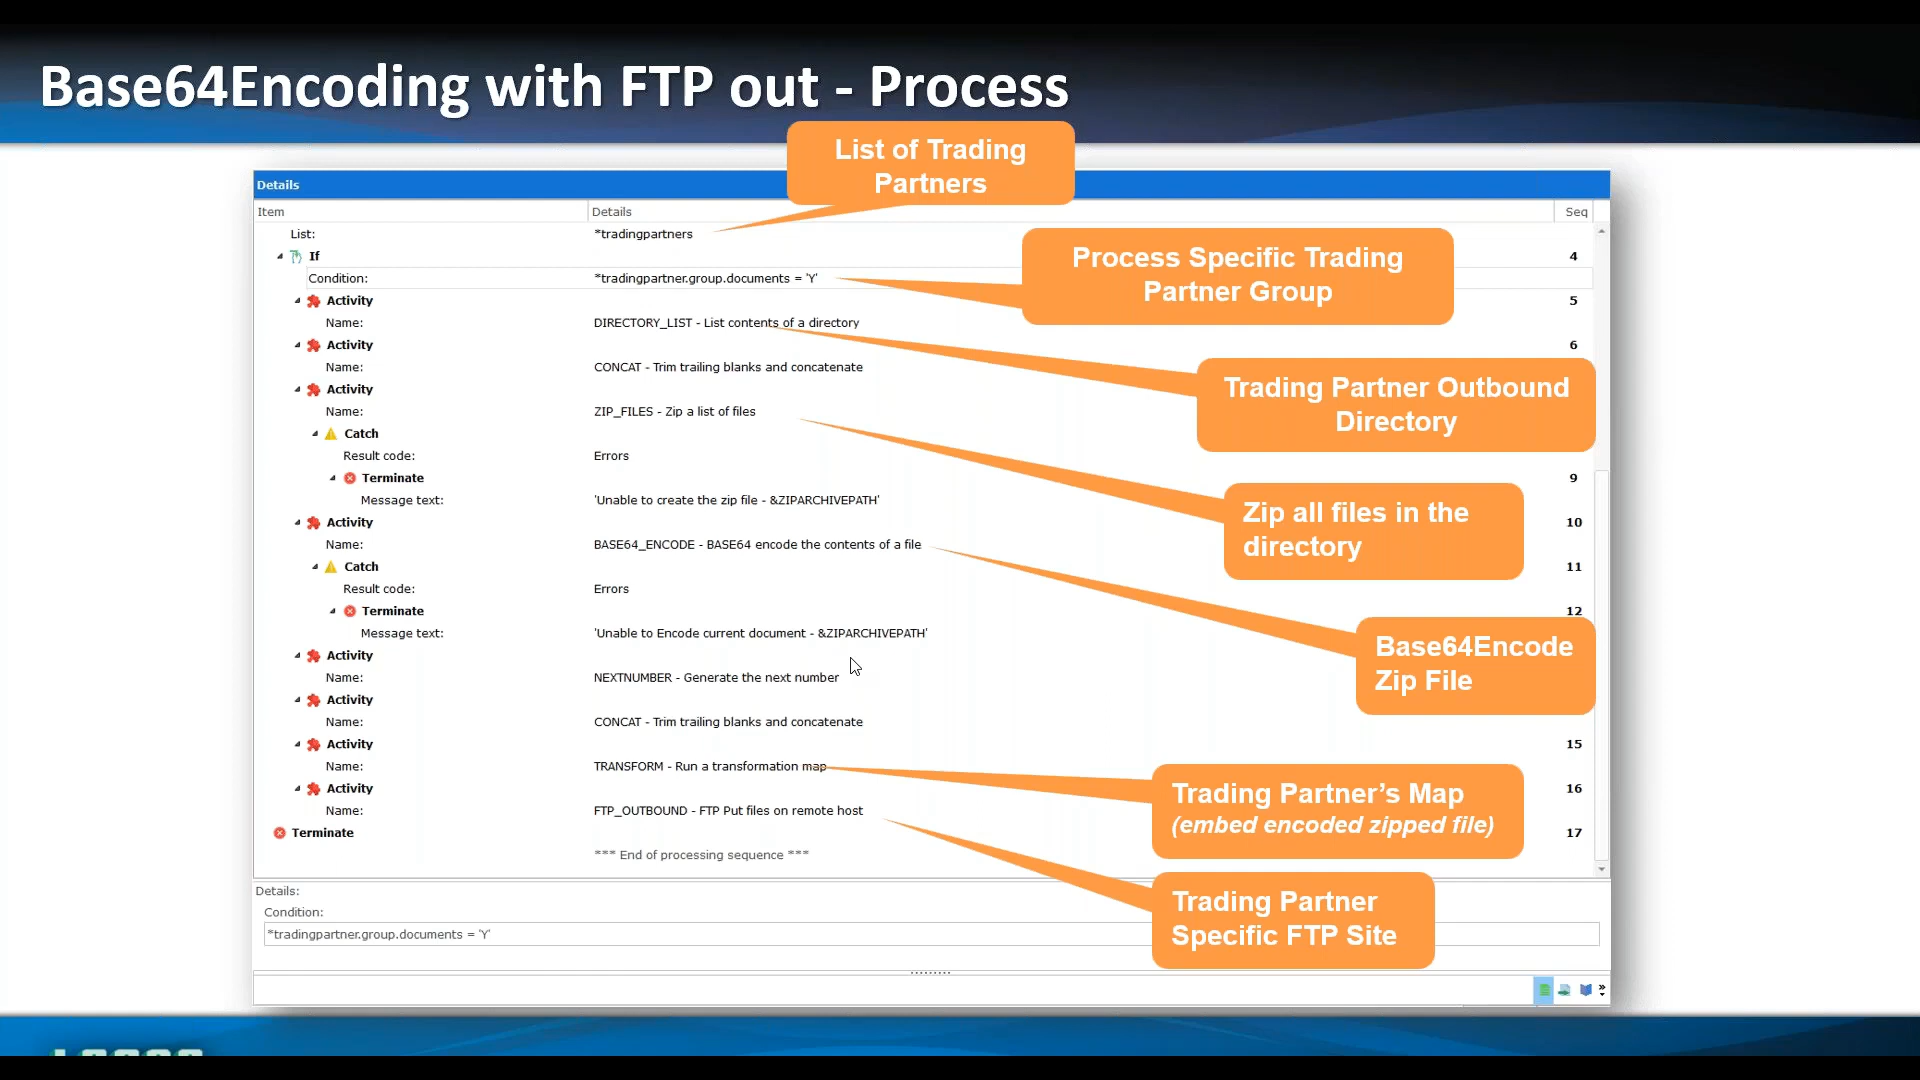 Base64Encoding with FTP out - Process
List of Trading
Partners
Details
Item Details Seq
List: *tradingpartners
If 4
Condition: *tradingpartner.group.documents = 'Y'
Process Specific Trading
Partner Group
Activity 5
Name: DIRECTORY_LIST - List contents of a directory
Activity 6
Name: CONCAT - Trim trailing blanks and concatenate
Trading Partner Outbound
Directory
Activity
Name: ZIP_FILES - Zip a list of files
Catch
Result code: Errors
Terminate 9
Message text: 'Unable to create the zip file - &ZIPARCHIVEPATH'
Zip all files in the
directory
Activity 10
Name: BASE64_ENCODE - BASE64 encode the contents of a file
Catch 11
Result code: Errors
Terminate 12
Message text: 'Unable to Encode current document - &ZIPARCHIVEPATH'
Base64Encode
Zip File
Activity
Name: NEXTNUMBER - Generate the next number
Activity
Name: CONCAT - Trim trailing blanks and concatenate
Activity 15
Name: TRANSFORM - Run a transformation map
Trading Partner’s Map
(embed encoded zipped file)
Activity 16
Name: FTP_OUTBOUND - FTP Put files on remote host
Terminate 17
*** End of processing sequence ***
Trading Partner
Specific FTP Site
Details:
Condition:
*tradingpartner.group.documents = 'Y'